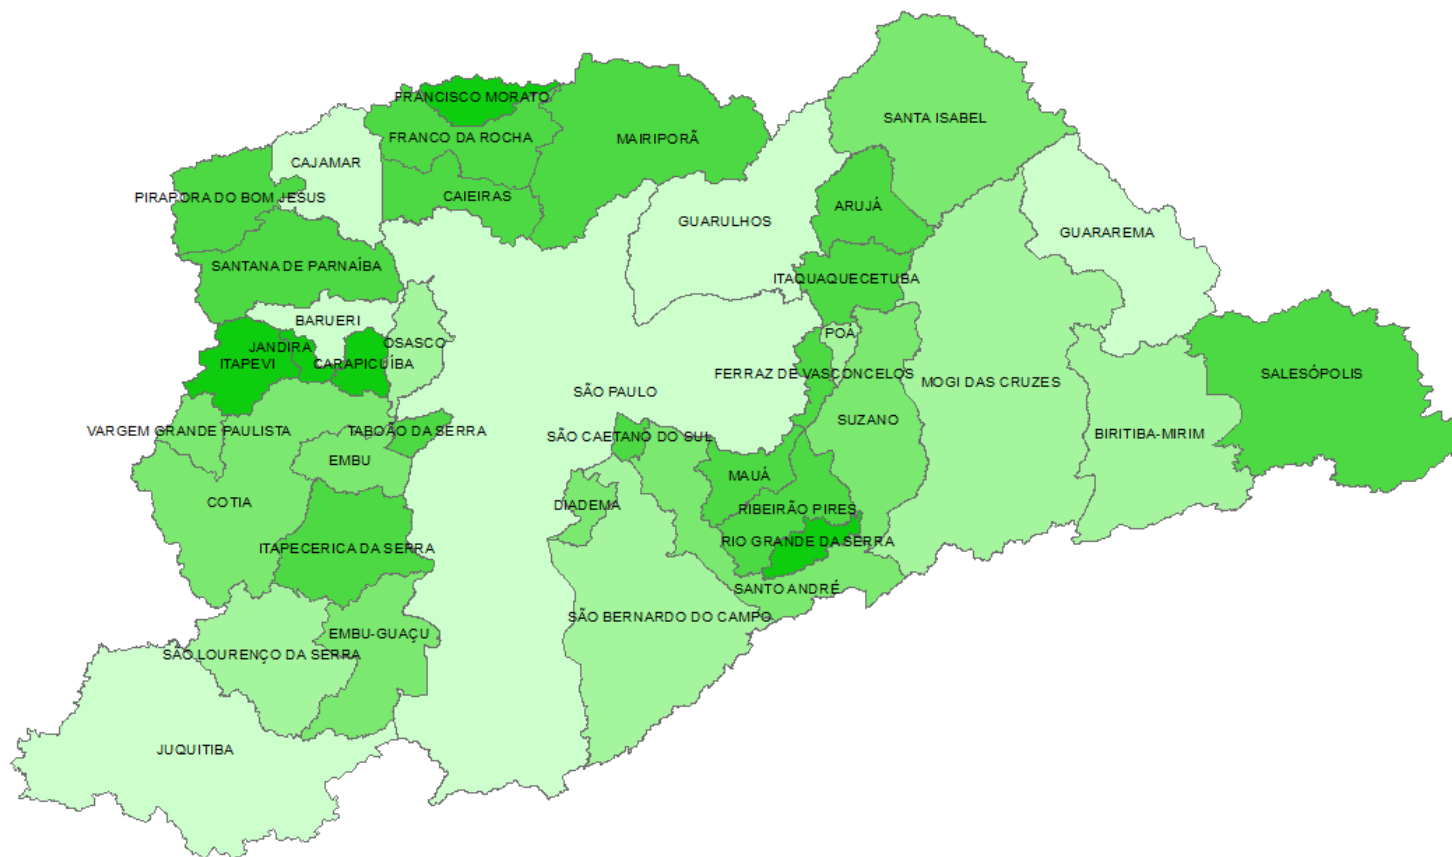 FRANCISCO MORATO
SANTA ISABEL
FRANCO DA ROCHA
MAIRIPORÃ
CAJAMAR
PIRAPORA DO BOM JESUS
CAIEIRAS
ARUJÁ
GUARULHOS
GUARAREMA
SANTANA DE PARNAÍBA
ITAQUAQUECETUBA
BARUERI
POÁ
OSASCO
JANDIRA
ITAPEVI
CARAPICUÍBA
FERRAZ DE VASCONCELOS
SALESÓPOLIS
MOGI DAS CRUZES
SÃO PAULO
SUZANO
VARGEM GRANDE PAULISTA
TABOÃO DA SERRA
SÃO CAETANO DO SUL
BIRITIBA-MIRIM
EMBU
MAUÁ
COTIA
DIADEMA
RIBEIRÃO PIRES
RIO GRANDE DA SERRA
ITAPECERICA DA SERRA
SANTO ANDRÉ
SÃO BERNARDO DO CAMPO
EMBU-GUAÇU
SÃO LOURENÇO DA SERRA
JUQUITIBA